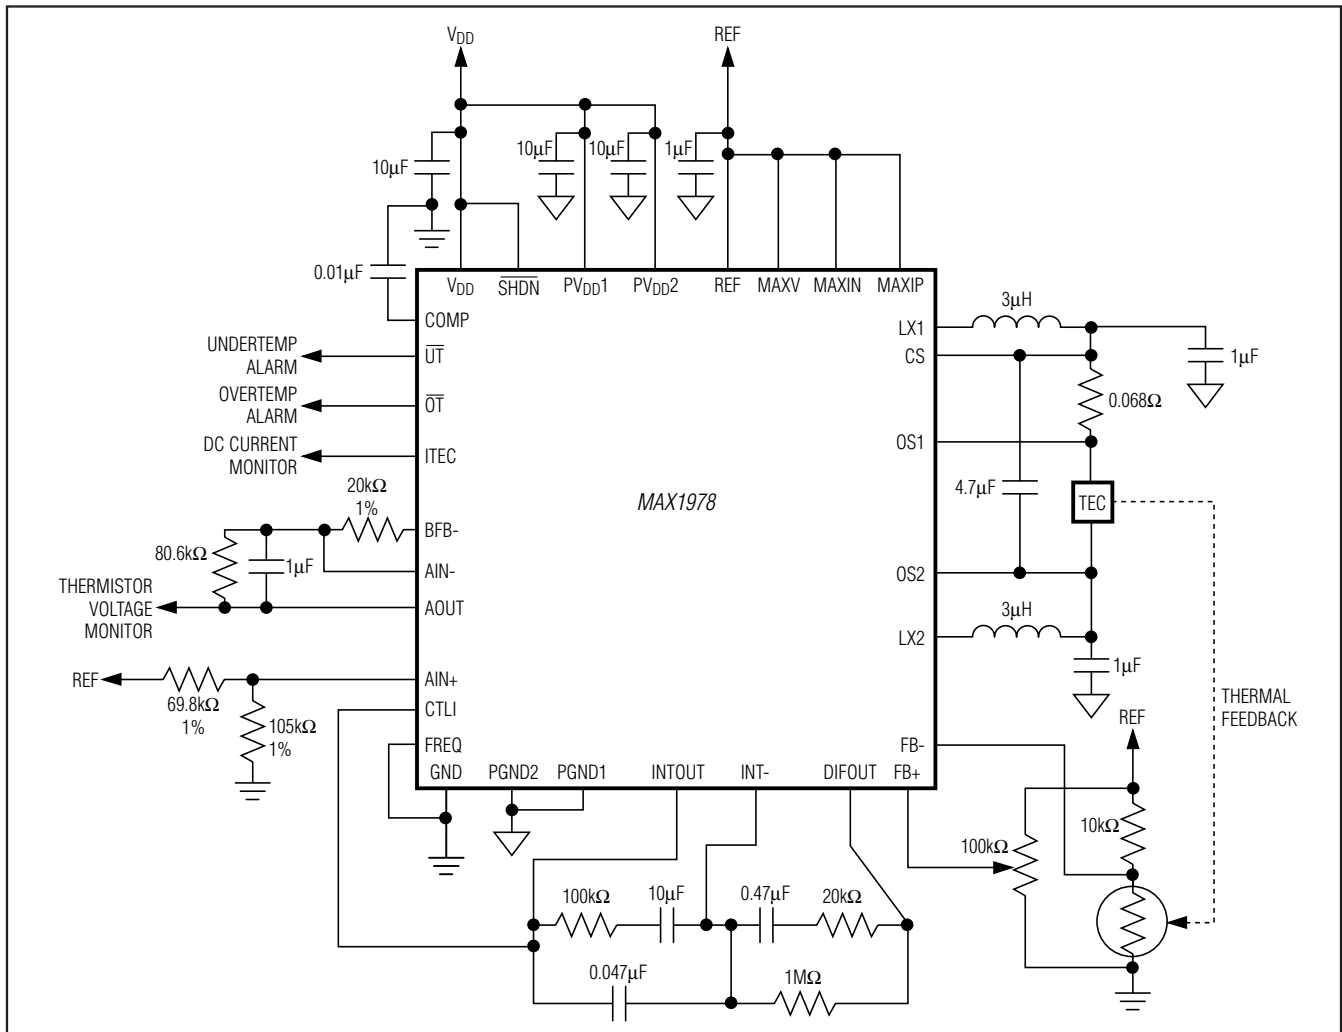 VDD
REF
10µF
10µF
10µF
1µF
0.01µF
VDD
SHDN
PVDD1
PVDD2
REF
MAXV
MAXIN
MAXIP
COMP
UNDERTEMP
ALARM
UT
OVERTEMP
ALARM
OT
DC CURRENT
MONITOR
ITEC
20kΩ
1%
BFB-
80.6kΩ
1µF
AIN-
THERMISTOR
VOLTAGE
MONITOR
AOUT
REF
69.8kΩ
1%
AIN+
105kΩ
1%
CTLI
FREQ
GND
PGND2
PGND1
INTOUT
INT-
DIFOUT
FB+
FB-
MAX1978
LX1
3µH
CS
1µF
0.068Ω
OS1
4.7µF
TEC
OS2
LX2
3µH
1µF
THERMAL
FEEDBACK
REF
10kΩ
100kΩ
100kΩ
10µF
0.47µF
20kΩ
0.047µF
1MΩ